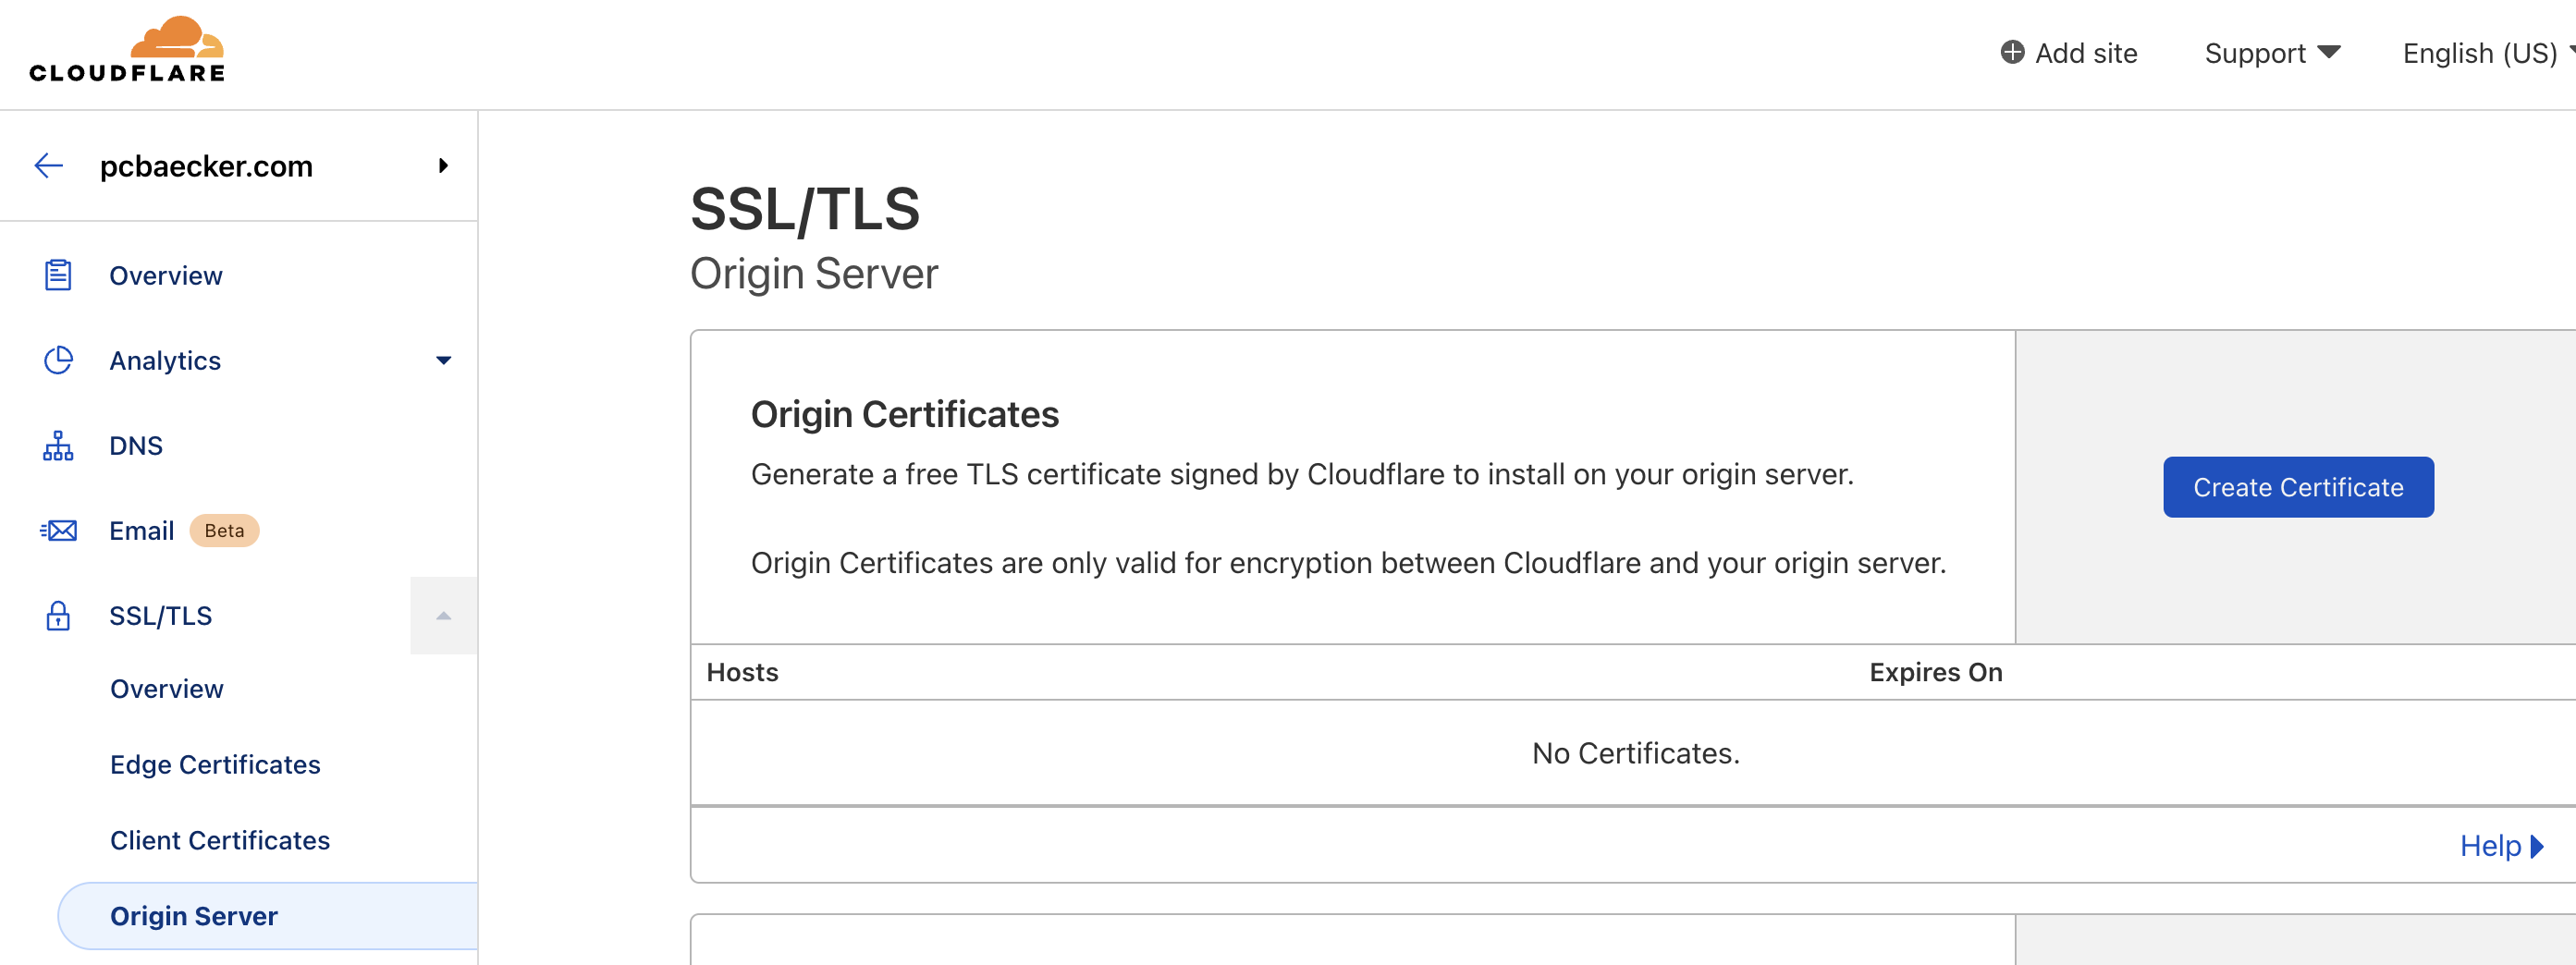 CLOUDFLARE
Add site
Support
English (US)
pcbaecker.com
Overview
Analytics
DNS
Email Beta
SSL/TLS
Overview
Edge Certificates
Client Certificates
Origin Server
SSL/TLS
Origin Server
Origin Certificates
Generate a free TLS certificate signed by Cloudflare to install on your origin server.
Origin Certificates are only valid for encryption between Cloudflare and your origin server.
Create Certificate
Hosts
Expires On
No Certificates.
Help